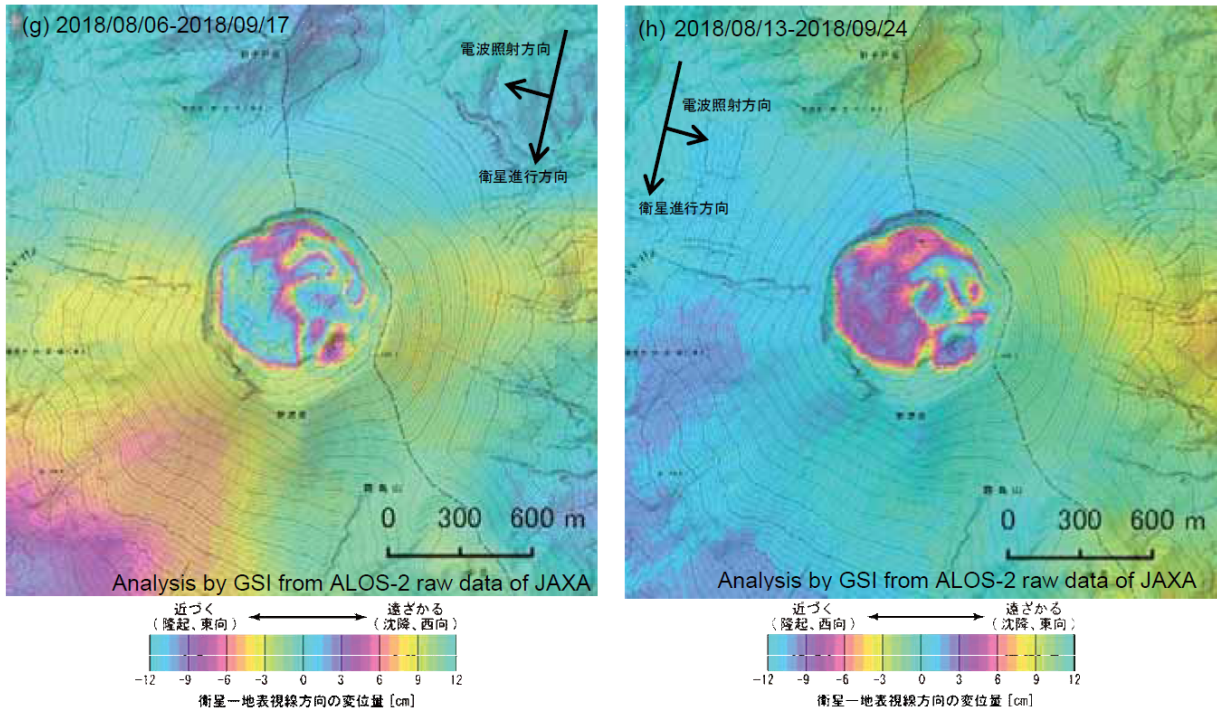 (g) 2018/08/06-2018/09/17
電波照射方向
衛星進行方向
霧島山
0 300 600 m
Analysis by GSI from ALOS-2 raw data of JAXA
近づく
(隆起、東向)
遠ざかる
(沈降、西向)
-12 -9 -6 -3 0 3 6 9 12
衛星ー地表視線方向の変位量 [cm]
(h) 2018/08/13-2018/09/24
電波照射方向
衛星進行方向
霧島山
0 300 600 m
Analysis by GSI from ALOS-2 raw data of JAXA
近づく
(隆起、西向)
遠ざかる
(沈降、東向)
-12 -9 -6 -3 0 3 6 9 12
衛星ー地表視線方向の変位量 [cm]